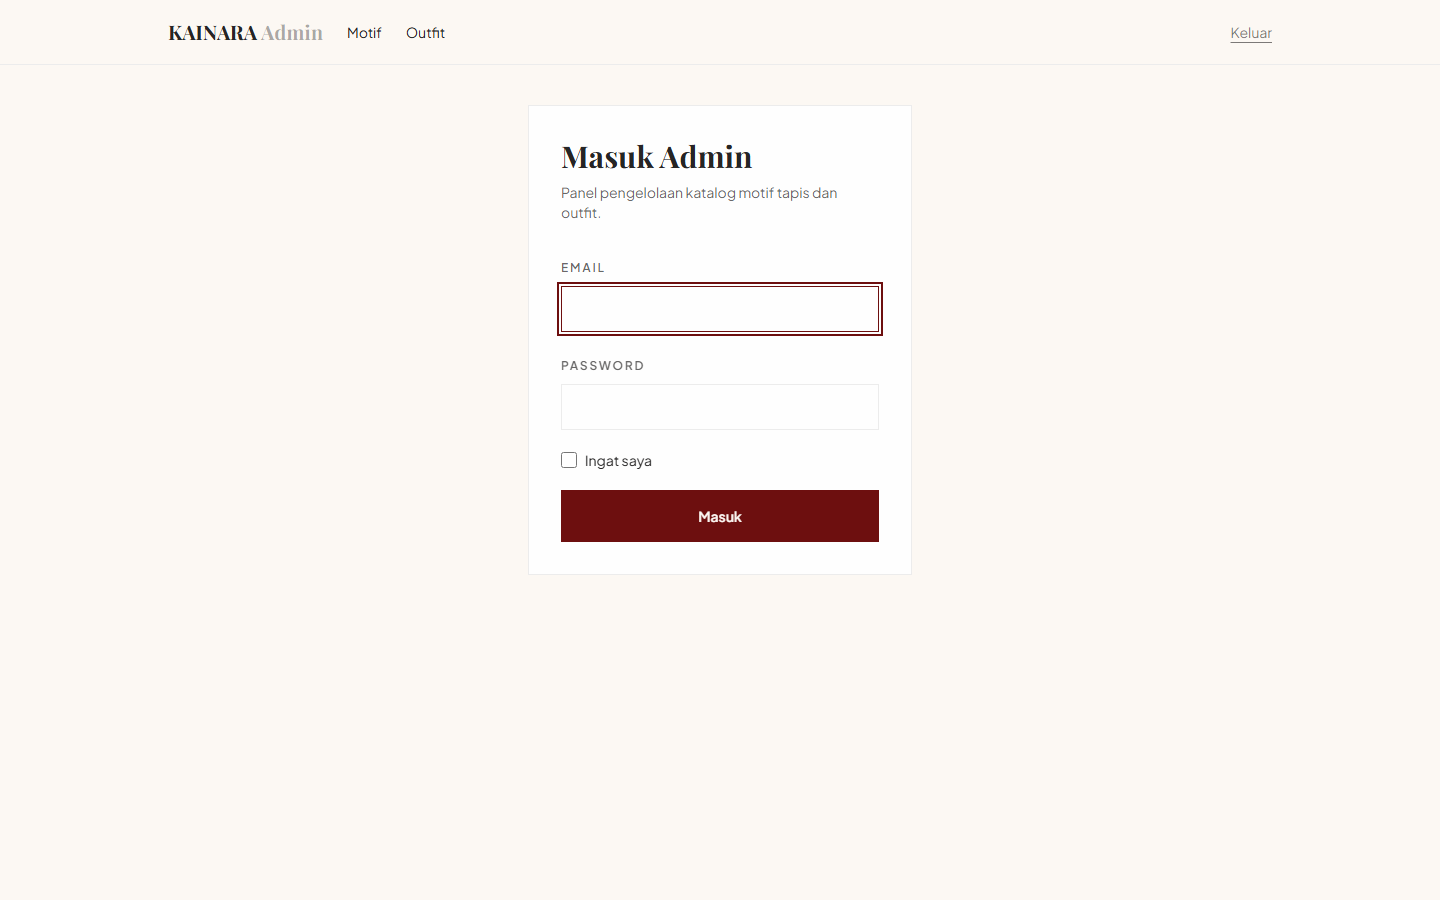 KAINARA Admin Motif Outfit Keluar
Masuk Admin
Panel pengelolaan katalog motif tapis dan
outfit.
EMAIL
PASSWORD
Ingat saya
Masuk